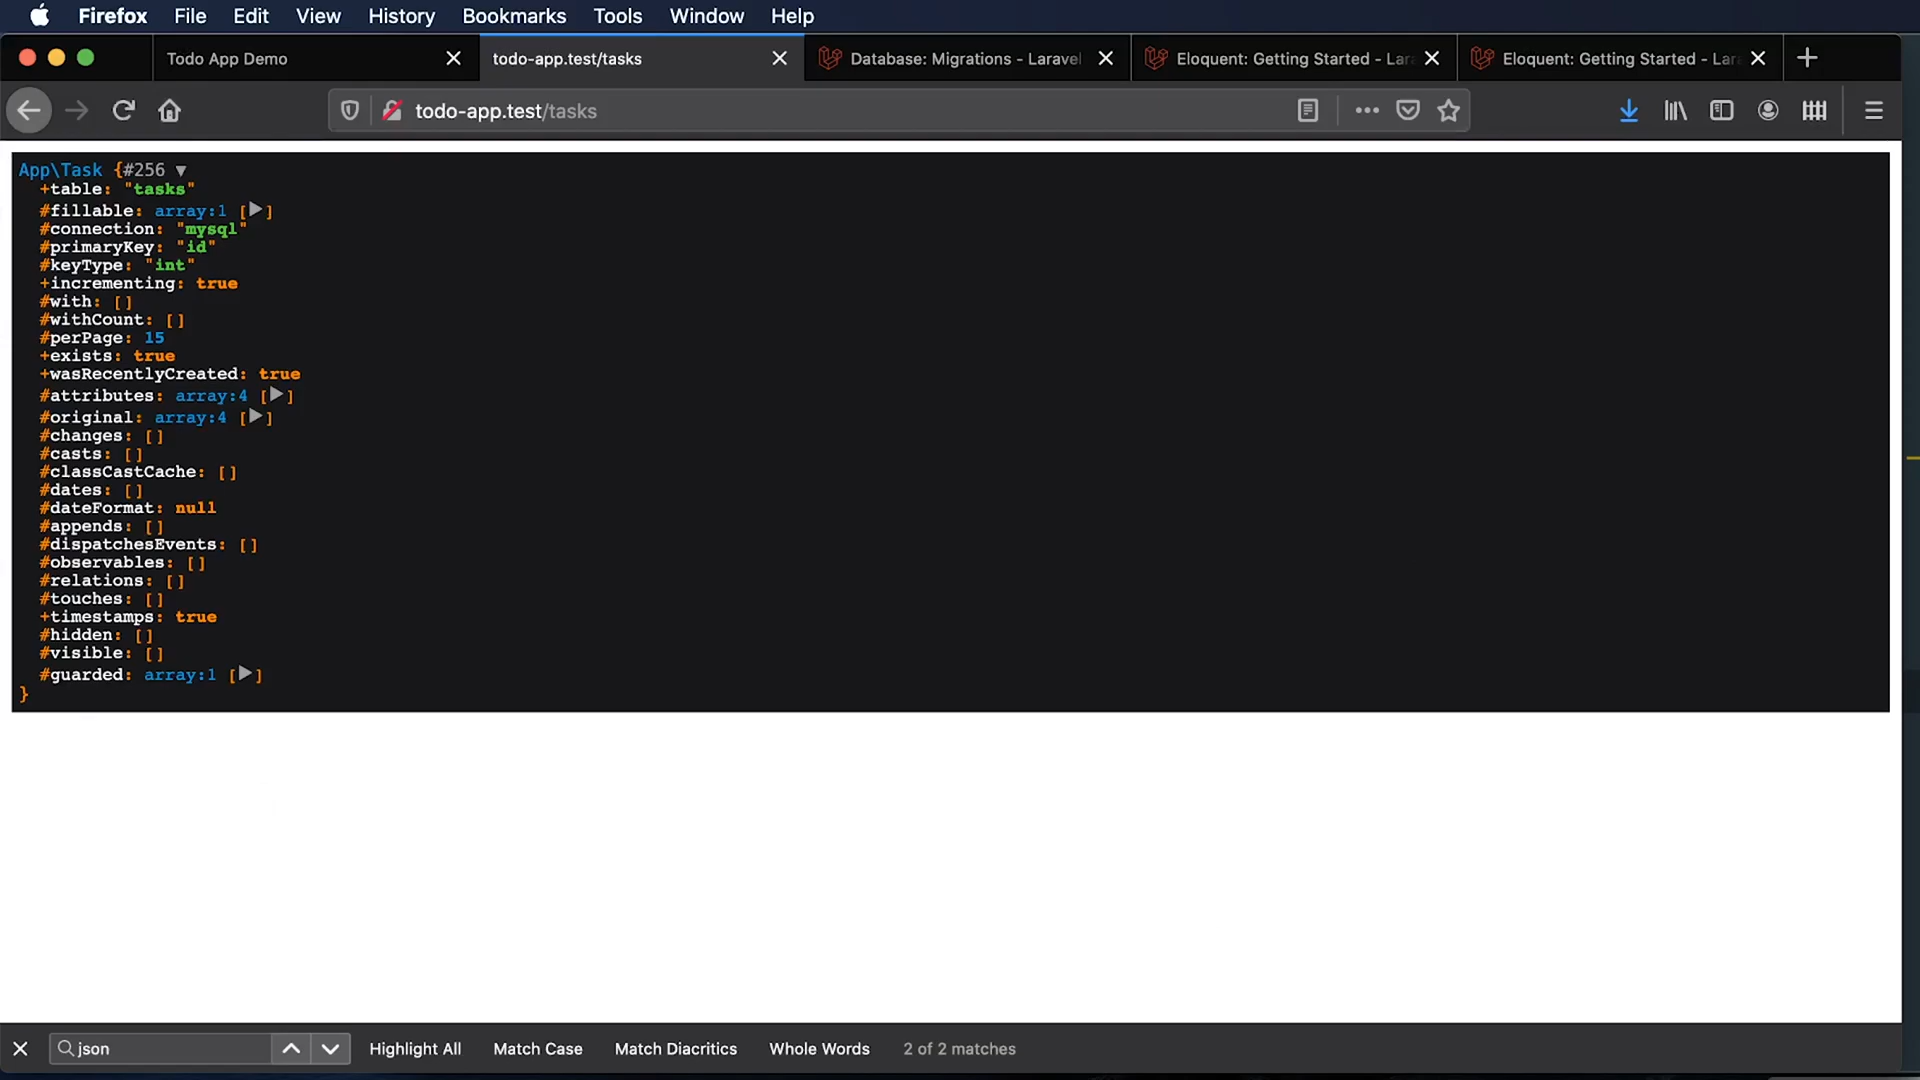 Firefox File Edit View History Bookmarks Tools Window Help
Todo App Demo
todo-app.test/tasks
Database: Migrations - Laravel
Eloquent: Getting Started - Lar
Eloquent: Getting Started - Lar
todo-app.test/tasks
App\Task {#256 ▼
+table: "tasks"
#fillable: array:1 [▶]
#connection: "mysql"
#primaryKey: "id"
#keyType: "int"
+incrementing: true
#with: []
#withCount: []
#perPage: 15
+exists: true
+wasRecentlyCreated: true
#attributes: array:4 [▶]
#original: array:4 [▶]
#changes: []
#casts: []
#classCastCache: []
#dates: []
#dateFormat: null
#appends: []
#dispatchesEvents: []
#observables: []
#relations: []
#touches: []
+timestamps: true
#hidden: []
#visible: []
#guarded: array:1 [▶]
}
json Highlight All Match Case Match Diacritics Whole Words 2 of 2 matches